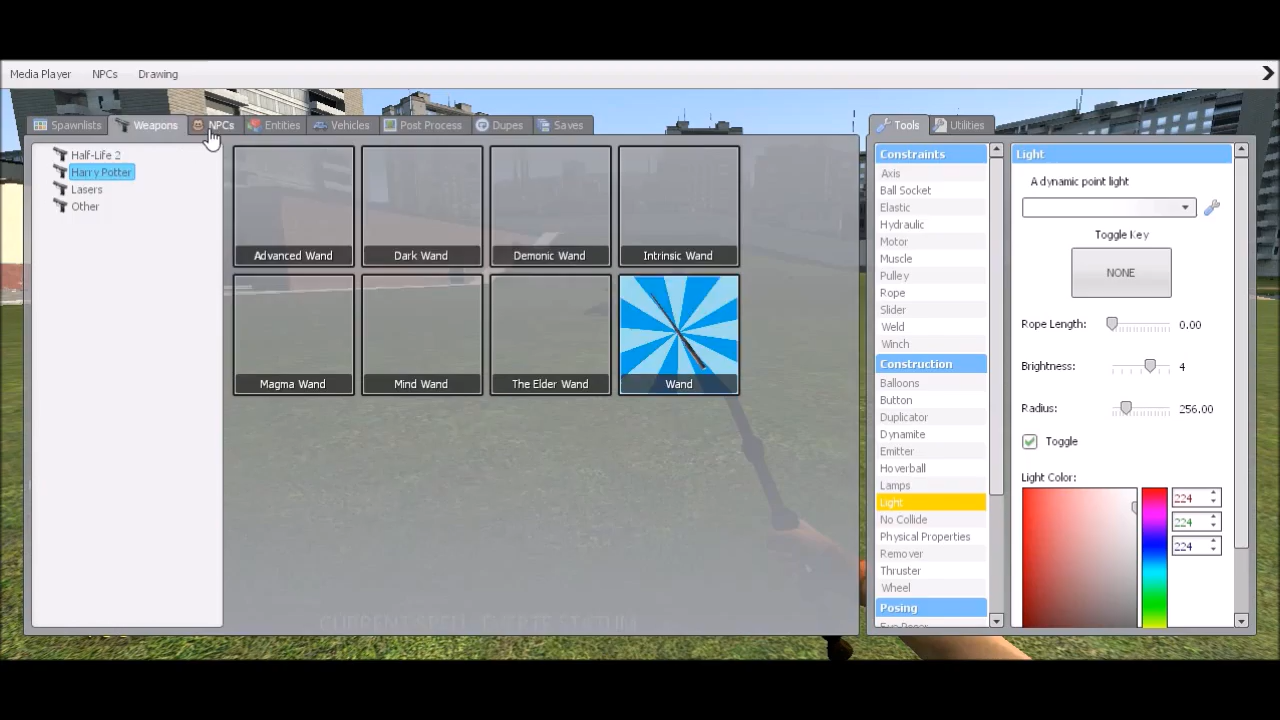 Media Player NPCs Drawing
Spawnlists Weapons NPCs Entities Vehicles Post Process Dupes Saves
Half-Life 2
Harry Potter
Lasers
Other
Advanced Wand Dark Wand Demonic Wand Intrinsic Wand
Magma Wand Mind Wand The Elder Wand Wand
Tools Utilities
Constraints
Axis
Ball Socket
Elastic
Hydraulic
Motor
Muscle
Pulley
Rope
Slider
Weld
Winch
Construction
Balloons
Button
Duplicator
Dynamite
Emitter
Hoverball
Lamps
Light
No Collide
Physical Properties
Remover
Thruster
Wheel
Posing
Light
A dynamic point light
Toggle Key
NONE
Rope Length: 0.00
Brightness: 4
Radius: 256.00
Toggle
Light Color:
224
224
224